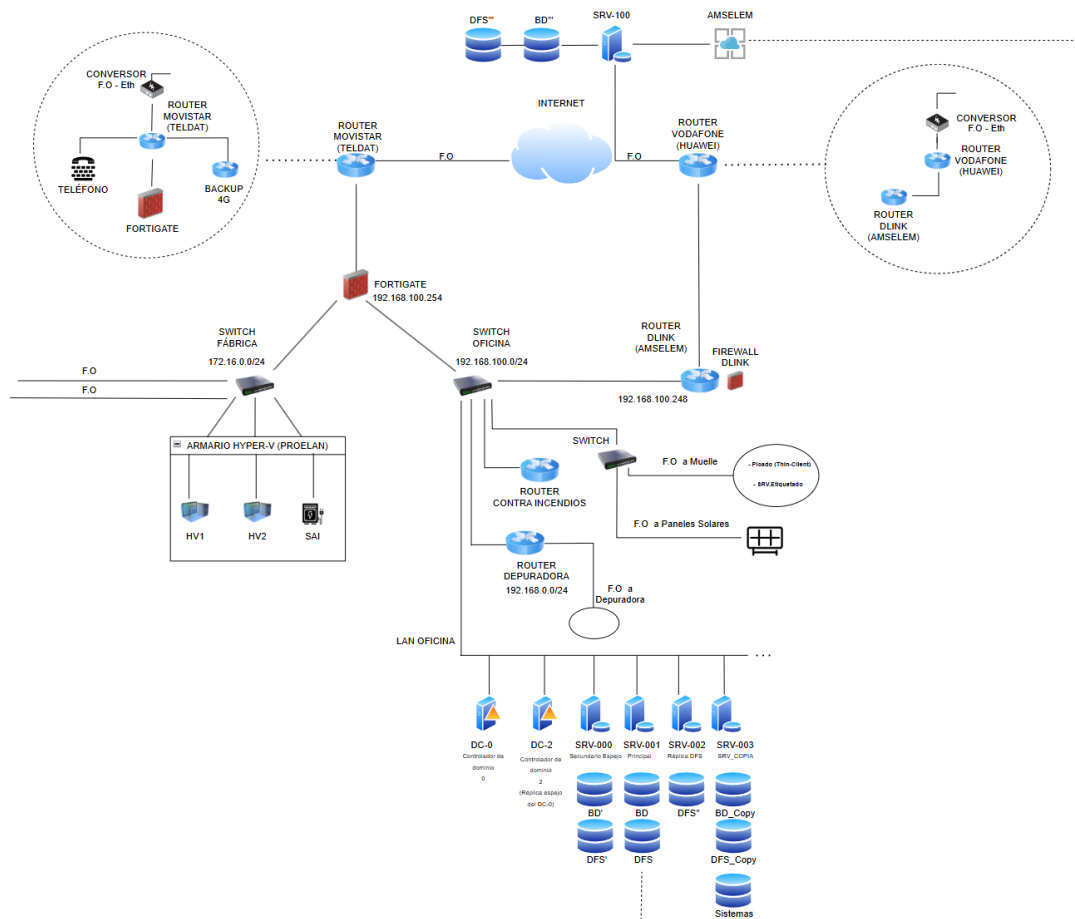 DFS'''
BD'''
SRV-100
AMSELEM
CONVERSOR
F.O - Eth
ROUTER
MOVISTAR
(TELDAT)
TELÉFONO
BACKUP
4G
FORTIGATE
ROUTER
MOVISTAR
(TELDAT)
F.O
INTERNET
F.O
ROUTER
VODAFONE
(HUAWEI)
CONVERSOR
F.O - Eth
ROUTER
VODAFONE
(HUAWEI)
ROUTER
DLINK
(AMSELEM)
FORTIGATE
192.168.100.254
SWITCH
FÁBRICA
172.16.0.0/24
SWITCH
OFICINA
192.168.100.0/24
ROUTER
DLINK
(AMSELEM)
FIREWALL
DLINK
192.168.100.248
F.O
F.O
ARMARIO HYPER-V (PROELAN)
HV1
HV2
SAI
SWITCH
F.O a Muelle
- Picado (Thin-Client)
- SRV.Etiquetado
ROUTER
CONTRA INCENDIOS
F.O a Paneles Solares
ROUTER
DEPURADORA
192.168.0.0/24
F.O a
Depuradora
LAN OFICINA
...
DC-0
Controlador de
dominio
0
DC-2
Controlador de
dominio
2
(Réplica espejo
del DC-0)
SRV-000
Secundario Espejo
SRV-001
Principal
SRV-002
Réplica DFS
SRV-003
SRV_COPIA
BD'
BD
DFS''
BD_Copy
DFS'
DFS
DFS_Copy
Sistemas